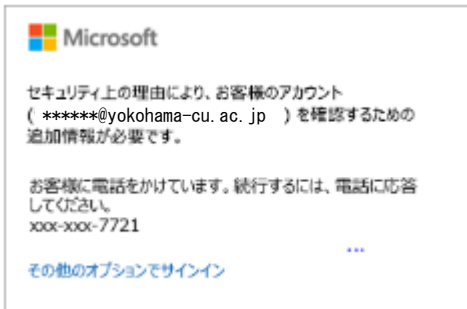 Microsoft
セキュリティ上の理由により、お客様のアカウント
( ******@yokohama-cu.ac.jp ) を確認するための
追加情報が必要です。
お客様に電話をかけています。続行するには、電話に応答
してください。
xxx-xxx-7721
...
その他のオプションでサインイン